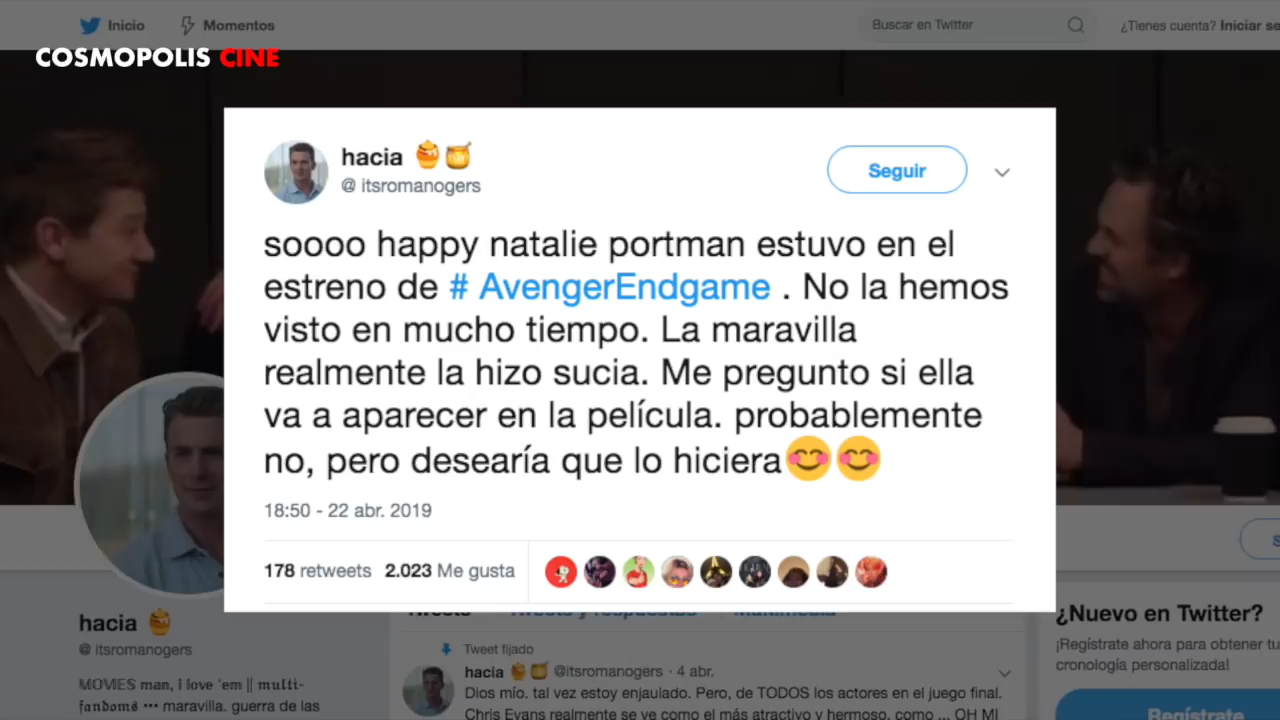 Inicio
Momentos
Buscar en Twitter
¿Tienes cuenta? Iniciar se
COSMOPOLIS CINE
hacia
@ itsromanogers
Seguir
soooo happy natalie portman estuvo en el
estreno de # AvengerEndgame . No la hemos
visto en mucho tiempo. La maravilla
realmente la hizo sucia. Me pregunto si ella
va a aparecer en la película. probablemente
no, pero desearía que lo hiciera😊😊
18:50 - 22 abr. 2019
178 retweets 2.023 Me gusta
hacia
@ itsromanogers
MOVIES man, i love 'em || multi-
fandoms ••• maravilla. guerra de las
Tweets Tweets y respuestas Multimedia
Tweet fijado
hacia @itsromanogers · 4 abr.
Dios mío. tal vez estoy enjaulado. Pero, de TODOS los actores en el juego final.
Chris Evans realmente se ve como el más atractivo y hermoso, como ... OH MI
¿Nuevo en Twitter?
¡Regístrate ahora para obtener tu
cronología personalizada!
Regístrate